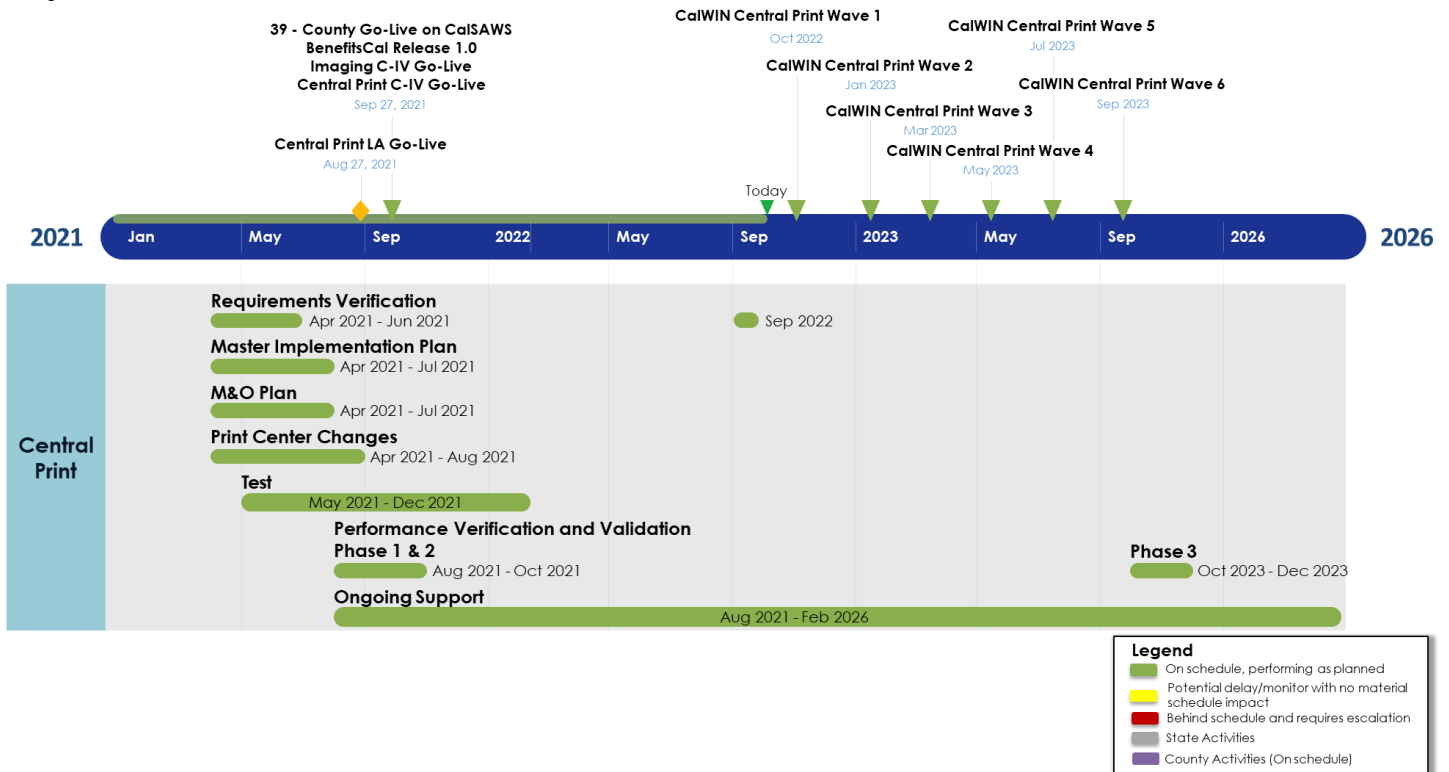 CalWIN Central Print Wave 1
Oct 2022
39 - County Go-Live on CalSAWS
BenefitsCal Release 1.0
Imaging C-IV Go-Live
Central Print C-IV Go-Live
Sep 27, 2021
CalWIN Central Print Wave 5
Jul 2023
CalWIN Central Print Wave 2
Jan 2023
CalWIN Central Print Wave 6
Sep 2023
CalWIN Central Print Wave 3
Mar 2023
Central Print LA Go-Live
Aug 27, 2021
CalWIN Central Print Wave 4
May 2023
Today
2021
Jan
May
Sep
2022
May
Sep
2023
May
Sep
2026
2026
Central
Print
Requirements Verification
Apr 2021 - Jun 2021
Sep 2022
Master Implementation Plan
Apr 2021 - Jul 2021
M&O Plan
Apr 2021 - Jul 2021
Print Center Changes
Apr 2021 - Aug 2021
Test
May 2021 - Dec 2021
Performance Verification and Validation
Phase 1 & 2
Aug 2021 - Oct 2021
Phase 3
Oct 2023 - Dec 2023
Ongoing Support
Aug 2021 - Feb 2026
Legend
On schedule, performing as planned
Potential delay/monitor with no material
schedule impact
Behind schedule and requires escalation
State Activities
County Activities (On schedule)